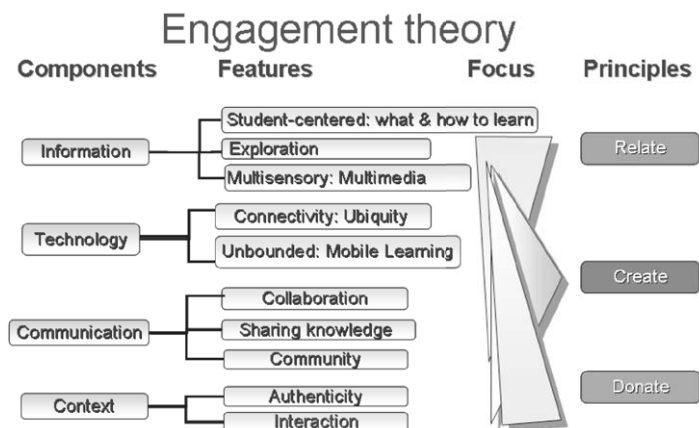 Engagement theory
Components Features Focus Principles
Student-centered: what & how to learn
Information Exploration Relate
Multisensory: Multimedia
Connectivity: Ubiquity
Technology
Unbounded: Mobile Learning
Create
Collaboration
Communication Sharing knowledge
Community
Donate
Authenticity
Context
Interaction